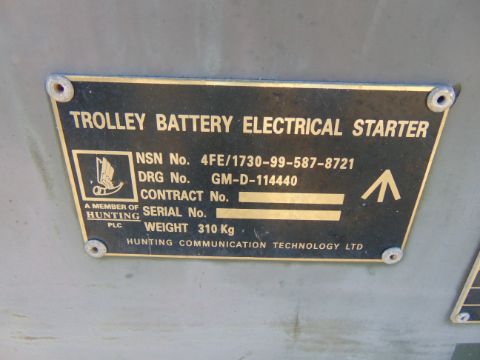 TROLLEY BATTERY ELECTRICAL STARTER
NSN No. 4FE/1730-99-587-8721
DRG No. GM-D-114440
CONTRACT No.
SERIAL No.
WEIGHT 310 Kg
A MEMBER OF
HUNTING
PLC
HUNTING COMMUNICATION TECHNOLOGY LTD